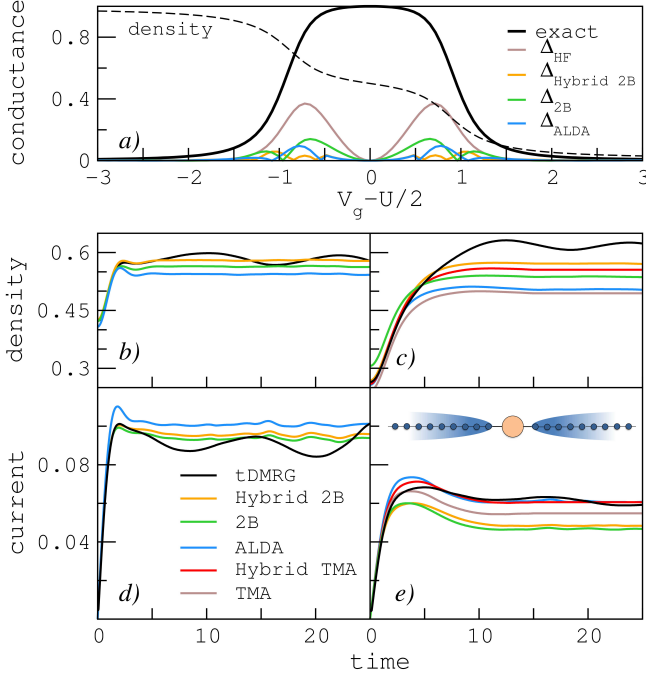 density
exact
Δ_HF
Δ_Hybrid 2B
Δ_2B
Δ_ALDA
a)
conductance
0.8
0.4
0
-3 -2 -1 0 1 2 3
V_g-U/2
density
0.6
0.45
0.3
b)
c)
current
0.08
0.04
tDMRG
Hybrid 2B
2B
ALDA
Hybrid TMA
TMA
d)
e)
0 10 20 0 10 20
time